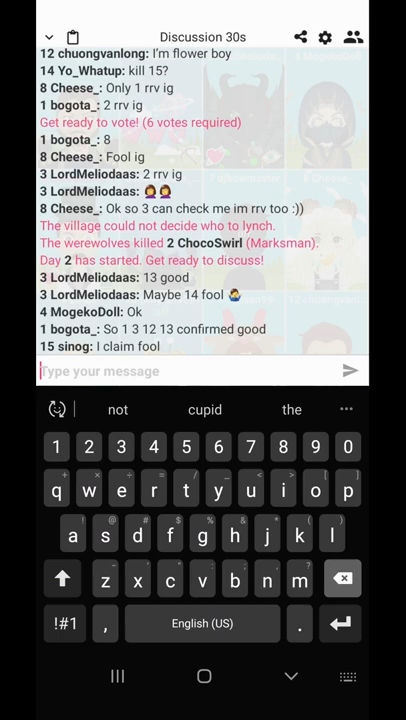 Discussion 30s
12 chuongvanlong: I'm flower boy
14 Yo_Whatup: kill 15?
8 Cheese_: Only 1 rrv ig
1 bogota_: 2 rrv ig
Get ready to vote! (6 votes required)
1 bogota_: 8
8 Cheese_: Fool ig
3 LordMeliodaas: 2 rrv ig
3 LordMeliodaas: 🤦‍♀️🤦‍♀️
8 Cheese_: Ok so 3 can check me im rrv too :))
The village could not decide who to lynch.
The werewolves killed 2 ChocoSwirl (Marksman).
Day 2 has started. Get ready to discuss!
3 LordMeliodaas: 13 good
3 LordMeliodaas: Maybe 14 fool 🤷‍♂️
4 MogekoDoll: Ok
1 bogota_: So 1 3 12 13 confirmed good
15 sinog: I claim fool
Type your message
not cupid the
1 2 3 4 5 6 7 8 9 0
q w e r t y u i o p
a s d f g h j k l
z x c v b n m
!#1 , English (US) .